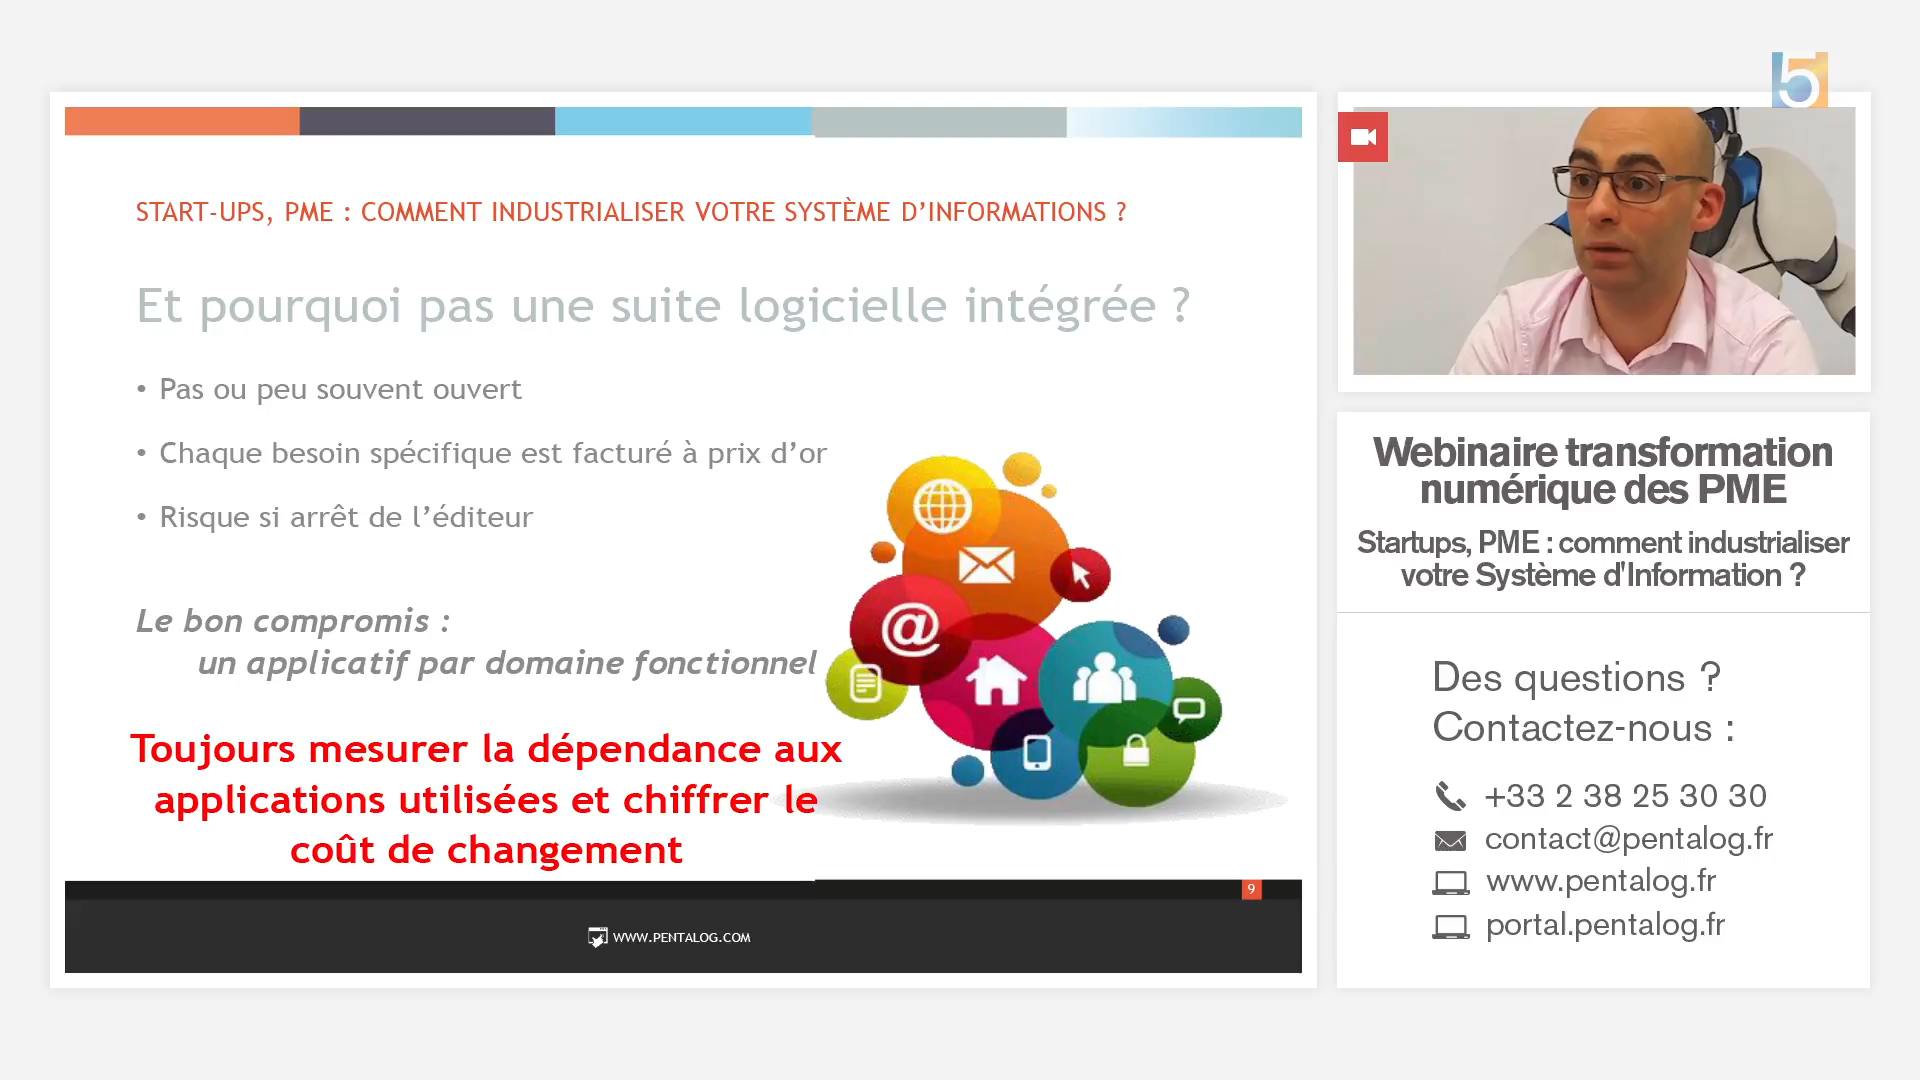 START-UPS, PME : COMMENT INDUSTRIALISER VOTRE SYSTÈME D’INFORMATIONS ?
Et pourquoi pas une suite logicielle intégrée ?
• Pas ou peu souvent ouvert
• Chaque besoin spécifique est facturé à prix d’or
• Risque si arrêt de l’éditeur
Le bon compromis :
un applicatif par domaine fonctionnel
Toujours mesurer la dépendance aux
applications utilisées et chiffrer le
coût de changement
9
WWW.PENTALOG.COM
5
Webinaire transformation
numérique des PME
Startups, PME : comment industrialiser
votre Système d'Information ?
Des questions ?
Contactez-nous :
+33 2 38 25 30 30
contact@pentalog.fr
www.pentalog.fr
portal.pentalog.fr